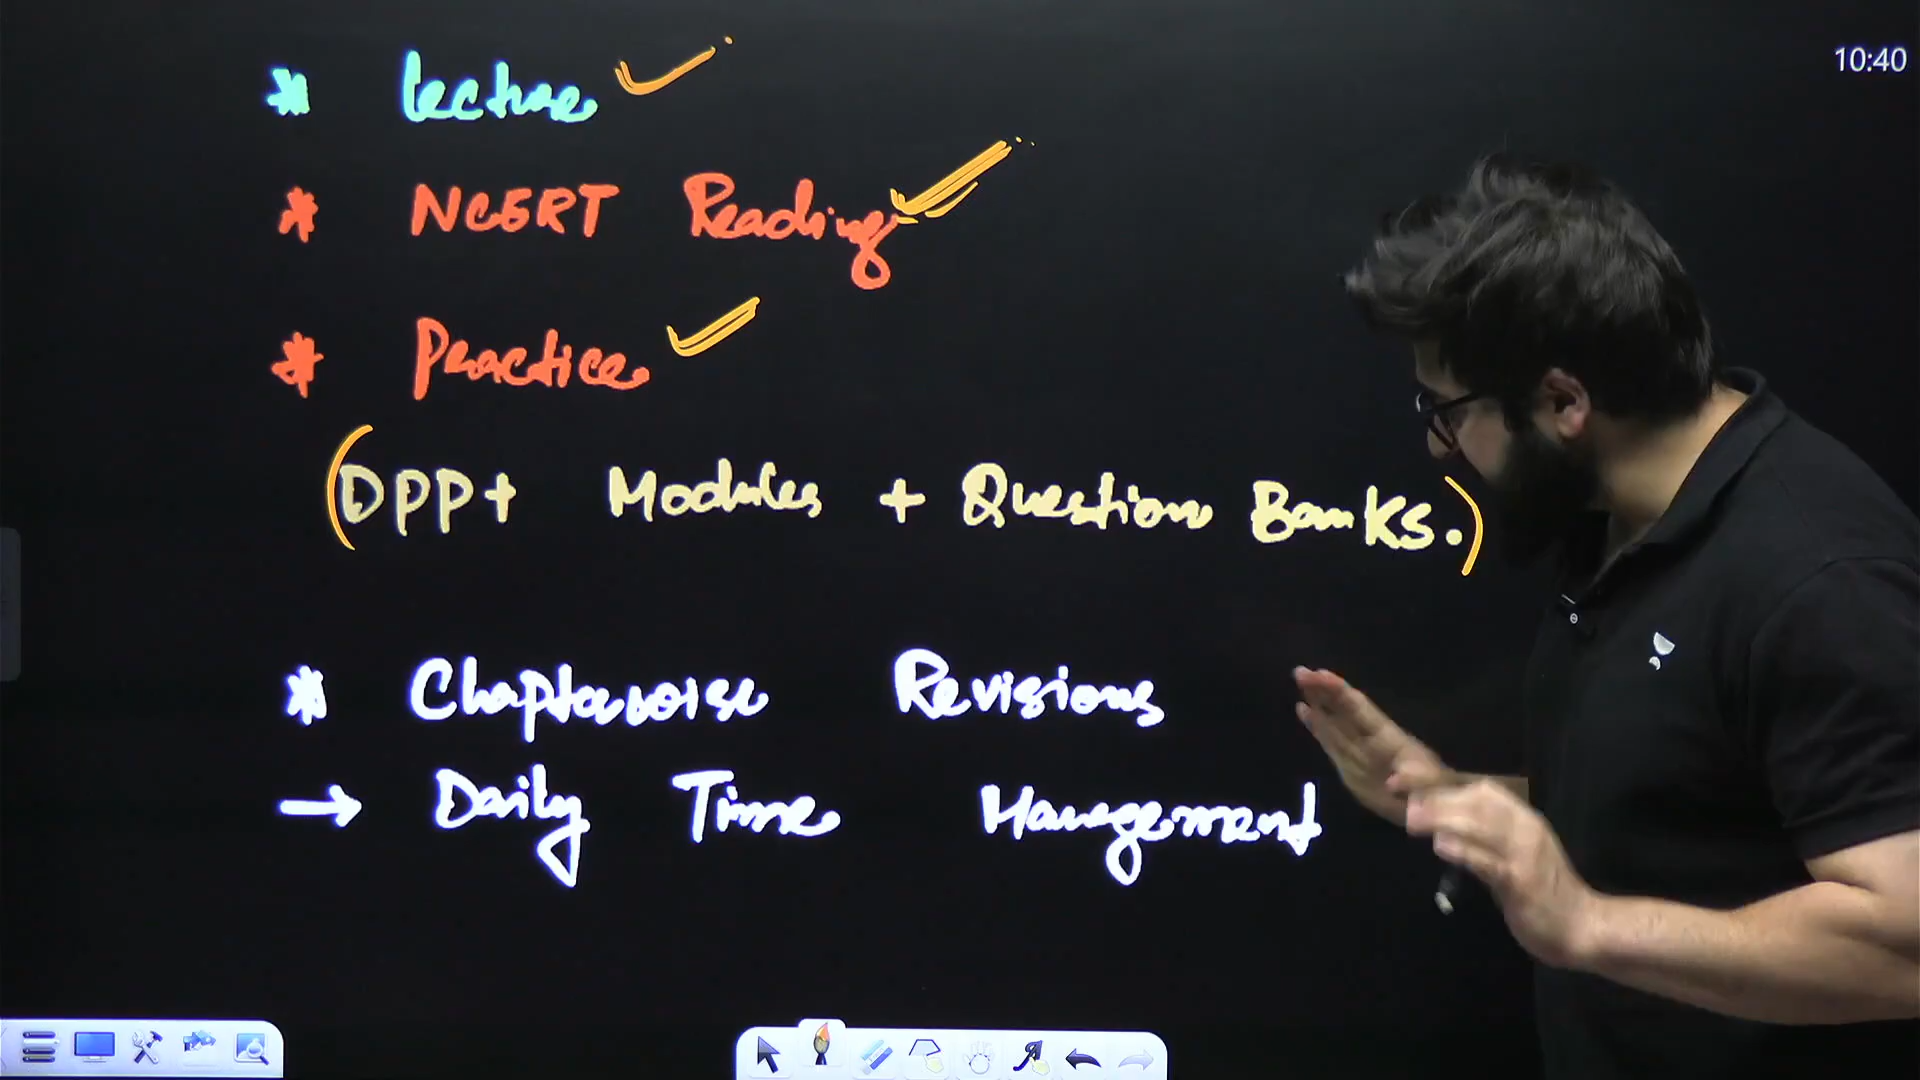 10:40
* Lecture ✓
* NCERT Reading ✓
* Practice ✓
(DPP + Modules + Question Banks.)
* Chapterwise Revisions
→ Daily Time Management